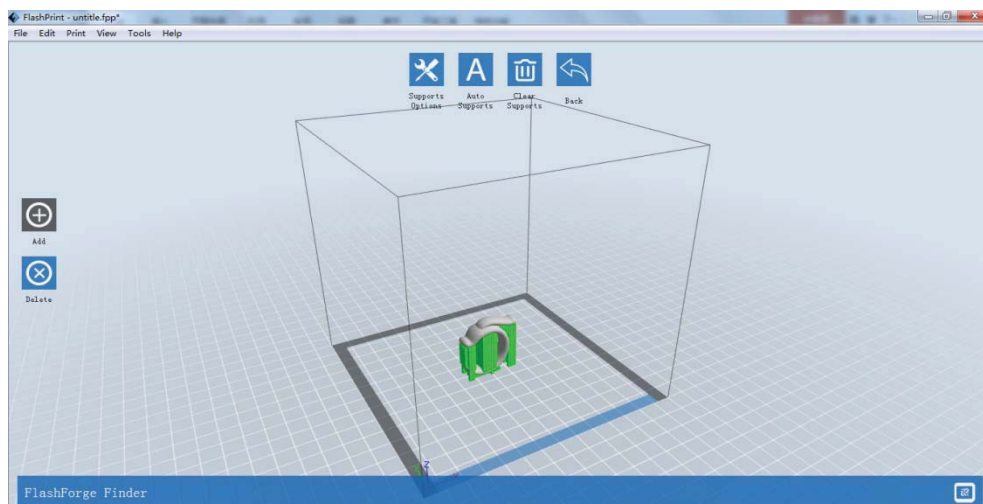 FlashPrint - untitle.fpp*
File Edit Print View Tools Help
A
Supports Options
Auto Supports
Clear Supports
Back
Add
Delete
Z
FlashForge Finder